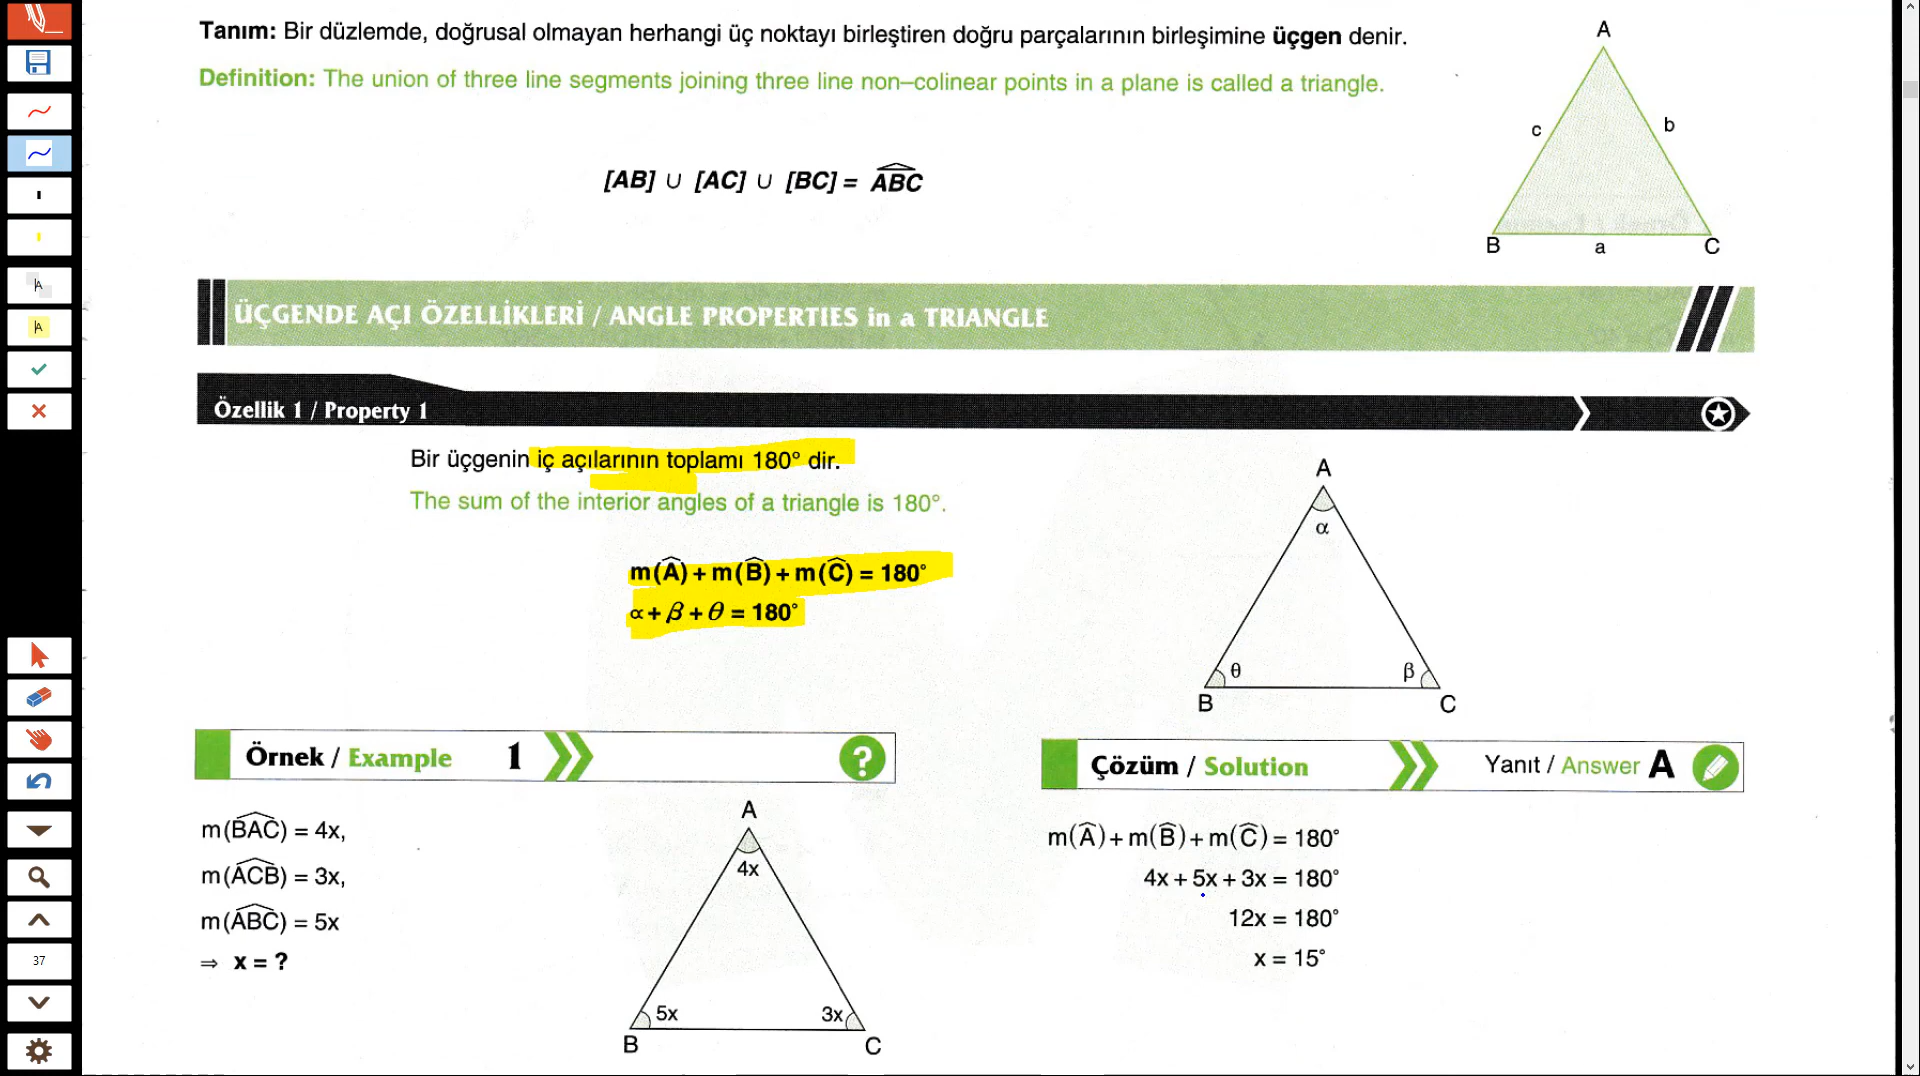 Tanım: Bir düzlemde, doğrusal olmayan herhangi üç noktayı birleştiren doğru parçalarının birleşimine üçgen denir.
Definition: The union of three line segments joining three line non–colinear points in a plane is called a triangle.
A
c
b
B
a
C
[AB] ∪ [AC] ∪ [BC] = ABC
ÜÇGENDE AÇI ÖZELLİKLERİ / ANGLE PROPERTIES in a TRIANGLE
Özellik 1 / Property 1
Bir üçgenin iç açılarının toplamı 180° dir.
The sum of the interior angles of a triangle is 180°.
m(Â) + m(B̂) + m(Ĉ) = 180°
α + β + θ = 180°
A
α
θ
β
B
C
Örnek / Example 1
?
m(BAC) = 4x,
m(ACB) = 3x,
m(ABC) = 5x
⇒ x = ?
A
4x
5x
3x
B
C
Çözüm / Solution
Yanıt / Answer A
m(Â) + m(B̂) + m(Ĉ) = 180°
4x + 5x + 3x = 180°
12x = 180°
x = 15°
A
A
37